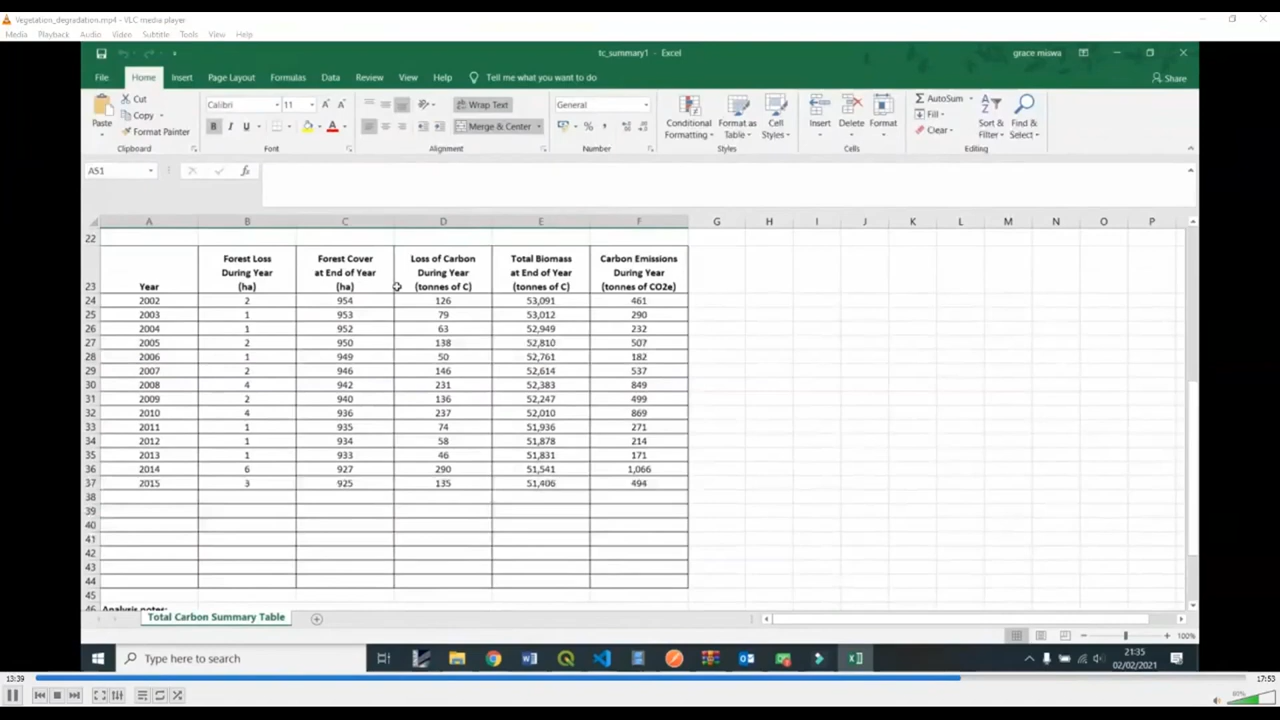 Vegetation_degradation.mp4 - VLC media player
Media Playback Audio Video Subtitle Tools View Help
tc_summary1 - Excel
grace miswa
File Home Insert Page Layout Formulas Data Review View Help Tell me what you want to do Share
Paste Cut Copy Format Painter Clipboard
Calibri 11 A A B I U A Font
Wrap Text Merge & Center Alignment
General % Number
Conditional Formatting Format as Table Cell Styles Styles
Insert Delete Format Cells
AutoSum Fill Clear Sort & Filter Find & Select Editing
AS1 fx
A B C D E F G H I J K L M N O P
22
23 Year Forest Loss During Year (ha) Forest Cover at End of Year (ha) Loss of Carbon During Year (tonnes of C) Total Biomass at End of Year (tonnes of C) Carbon Emissions During Year (tonnes of CO2e)
24 2002 2 954 126 53,091 461
25 2003 1 953 79 53,012 290
26 2004 1 952 63 52,949 232
27 2005 2 950 138 52,810 507
28 2006 1 949 50 52,761 182
29 2007 2 946 146 52,614 537
30 2008 4 942 231 52,383 849
31 2009 2 940 136 52,247 499
32 2010 4 936 237 52,010 869
33 2011 1 935 74 51,936 271
34 2012 1 934 58 51,878 214
35 2013 1 933 46 51,831 171
36 2014 6 927 290 51,541 1,066
37 2015 3 925 135 51,406 494
38
39
40
41
42
43
44
45
46 Analysis notes:
Total Carbon Summary Table
100%
Type here to search
21:35
02/02/2021
13:39 17:53
80%